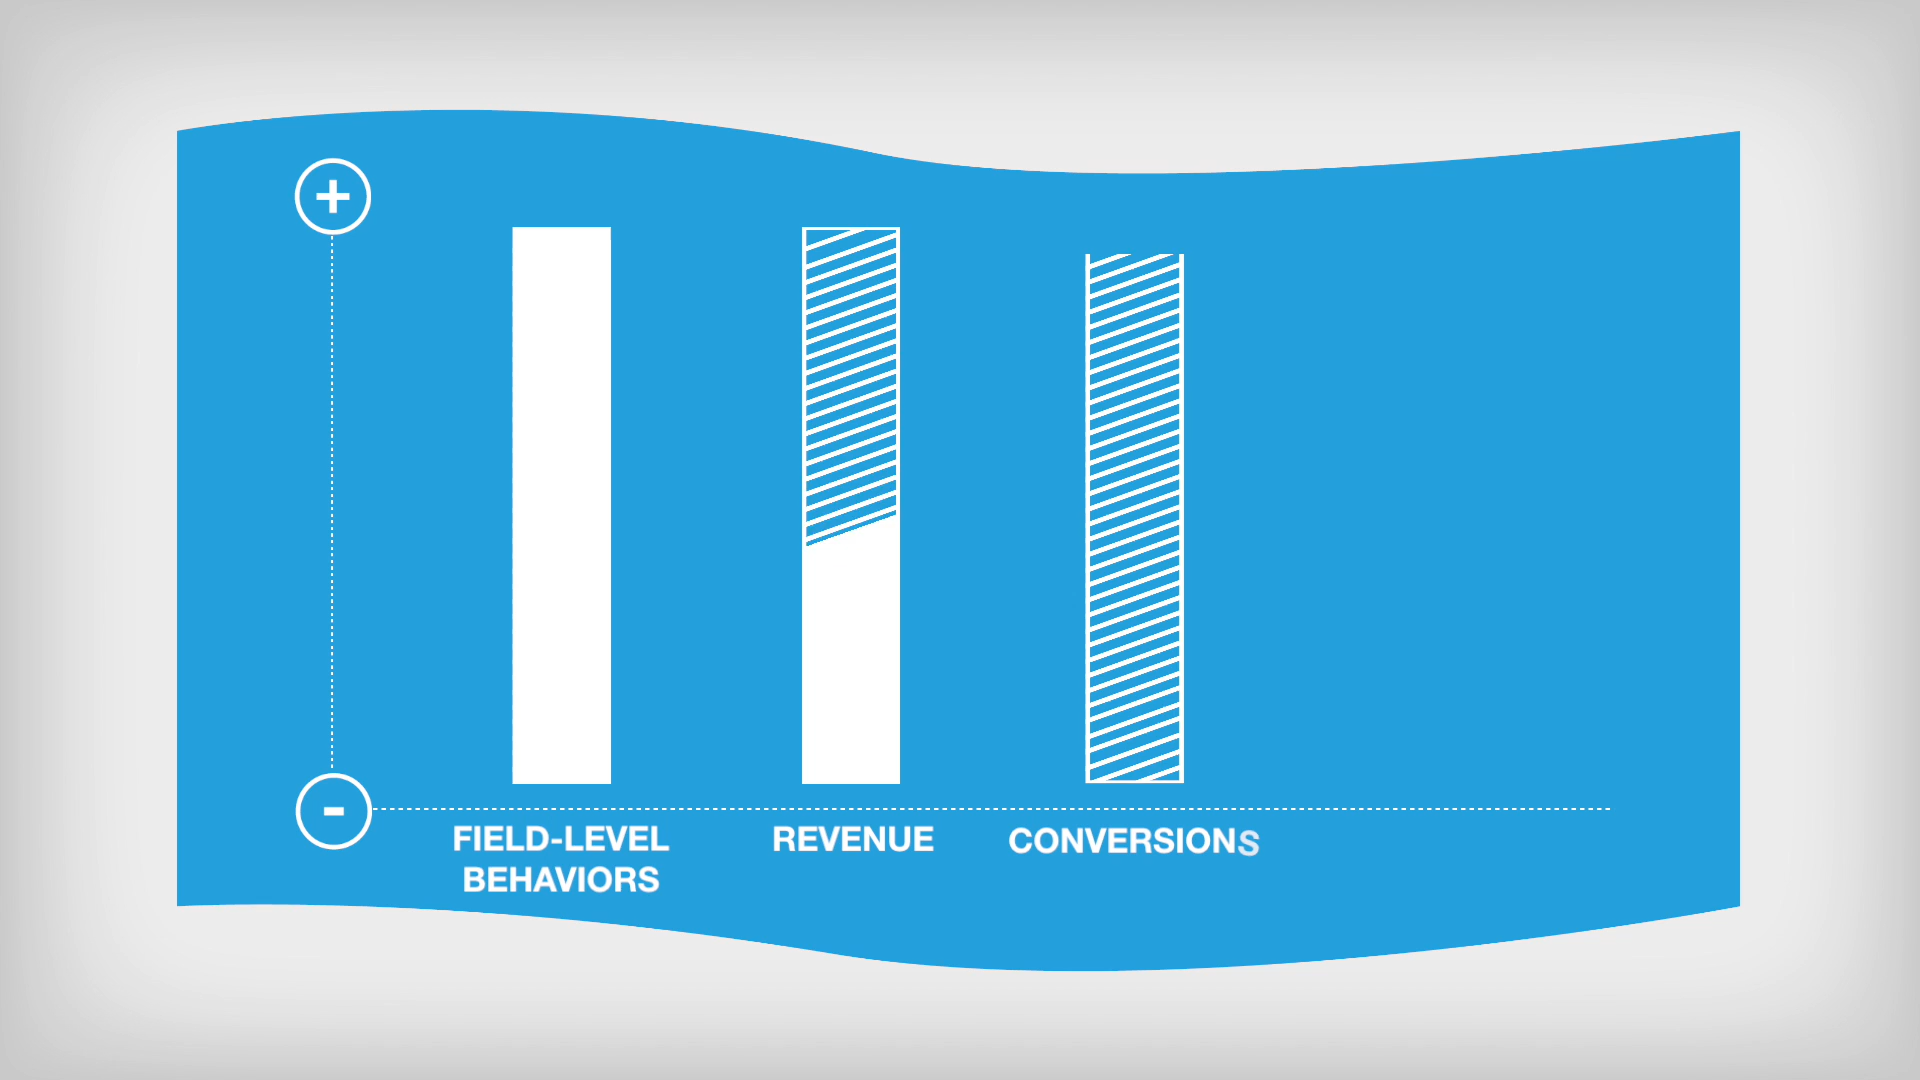 +
-
FIELD-LEVEL
BEHAVIORS
REVENUE
CONVERSIONS